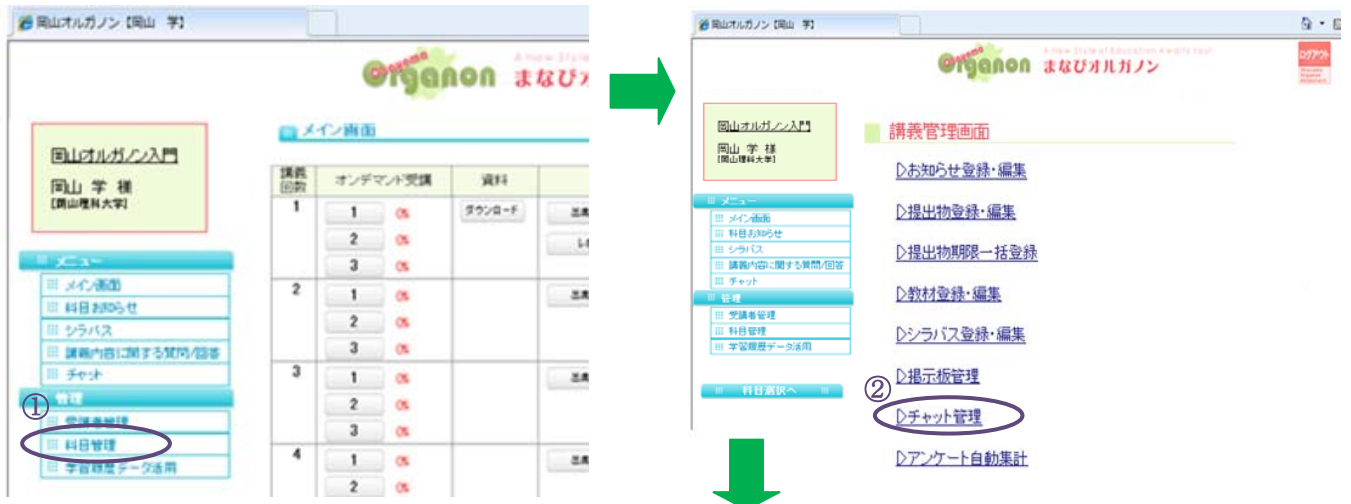 岡山オルガノン【岡山 学】
Okayama
Organon
まなびオ
岡山オルガノン入門
岡山 学 様
【岡山理科大学】
メイン画面
講義回数
オンデマンド受講
資料
1
1 0%
ダウンロード
2 0%
3 0%
2
1 0%
2 0%
3 0%
3
1 0%
2 0%
3 0%
4
1 0%
2 0%
メニュー
メイン画面
科目お知らせ
シラバス
講義内容に関する質問/回答
チャット
①
管理
受講者管理
科目管理
学習履歴データ活用
岡山オルガノン【岡山 学】
Okayama
Organon
A New Style of Education Awaits You!
まなびオルガノン
ログアウト
岡山オルガノン入門
岡山 学 様
【岡山理科大学】
メニュー
メイン画面
科目お知らせ
シラバス
講義内容に関する質問/回答
チャット
管理
受講者管理
科目管理
学習履歴データ活用
科目選択へ
講義管理画面
▷お知らせ登録・編集
▷提出物登録・編集
▷提出物期限一括登録
▷教材登録・編集
▷シラバス登録・編集
▷掲示板管理
②
▷チャット管理
▷アンケート自動集計